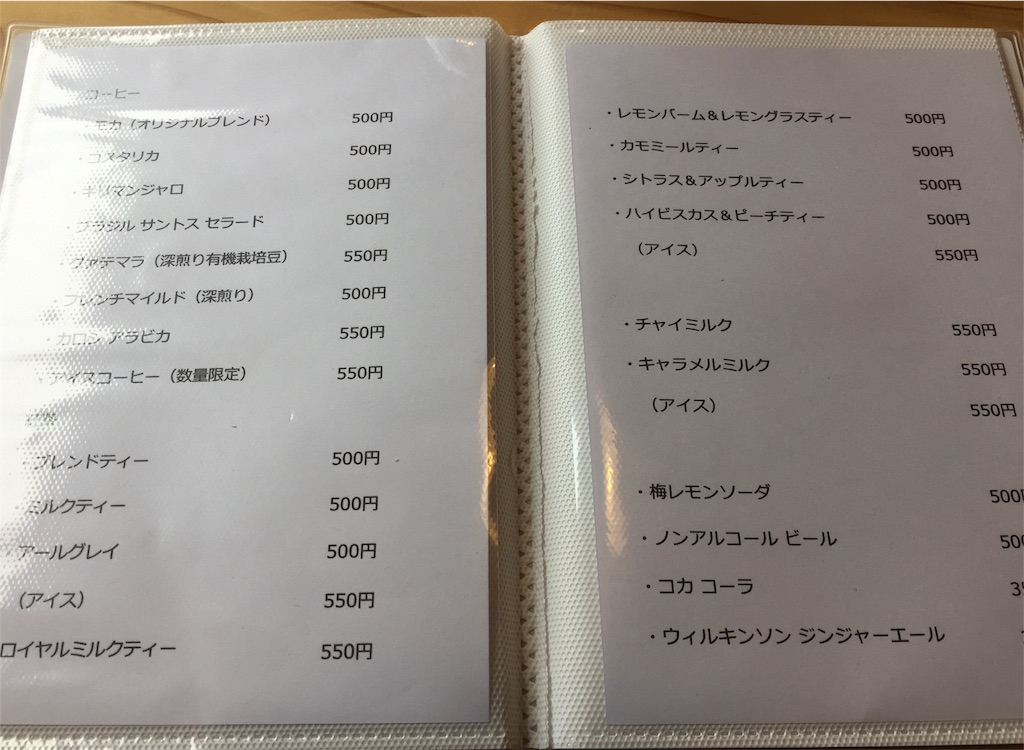 コーヒー
・モカ（オリジナルブレンド） 500円
・コスタリカ 500円
・キリマンジャロ 500円
・ブラジル サントス セラード 500円
・グァテマラ（深煎り有機栽培豆） 550円
・フレンチマイルド（深煎り） 500円
・カロシ アラビカ 550円
・アイスコーヒー（数量限定） 550円
紅茶
・ブレンドティー 500円
ミルクティー 500円
アールグレイ 500円
（アイス） 550円
ロイヤルミルクティー 550円
・レモンバーム＆レモングラスティー 500円
・カモミールティー 500円
・シトラス＆アップルティー 500円
・ハイビスカス＆ピーチティー 500円
（アイス） 550円
・チャイミルク 550円
・キャラメルミルク 550円
（アイス） 550円
・梅レモンソーダ 500円
・ノンアルコール ビール 500
・コカ コーラ
・ウィルキンソン ジンジャーエール